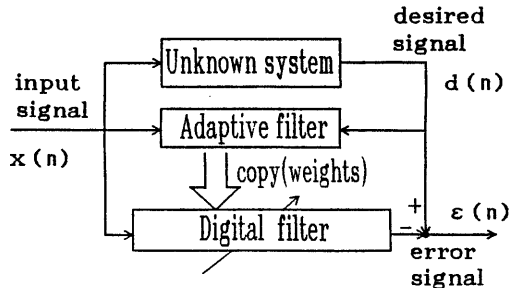 desired
signal
Unknown system
d(n)
input
signal
x(n)
Adaptive filter
copy(weights)
Digital filter
+
−
ε(n)
error
signal